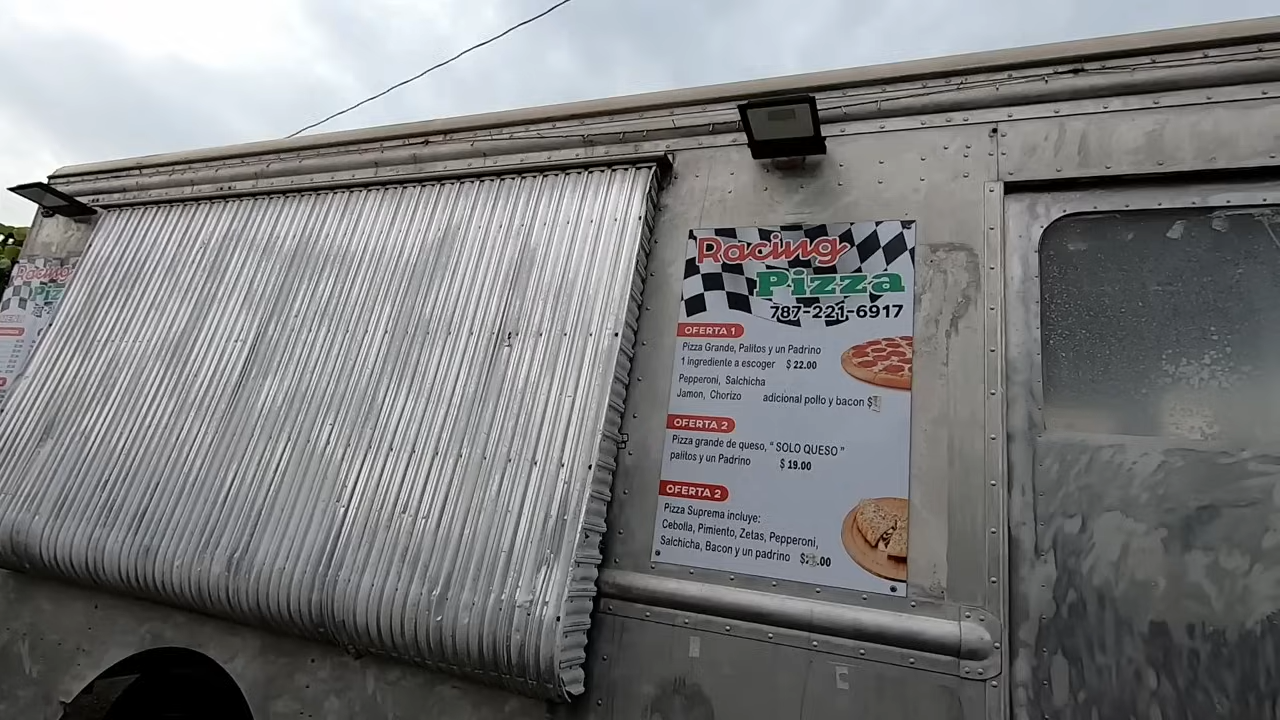 Racing
Pizza
787-221-6917
OFERTA 1
Pizza Grande, Palitos y un Padrino
1 ingrediente a escoger $ 22.00
Pepperoni, Salchicha
Jamon, Chorizo adicional pollo y bacon $
OFERTA 2
Pizza grande de queso, " SOLO QUESO "
palitos y un Padrino $ 19.00
OFERTA 2
Pizza Suprema incluye:
Cebolla, Pimiento, Zetas, Pepperoni,
Salchicha, Bacon y un padrino
Racing